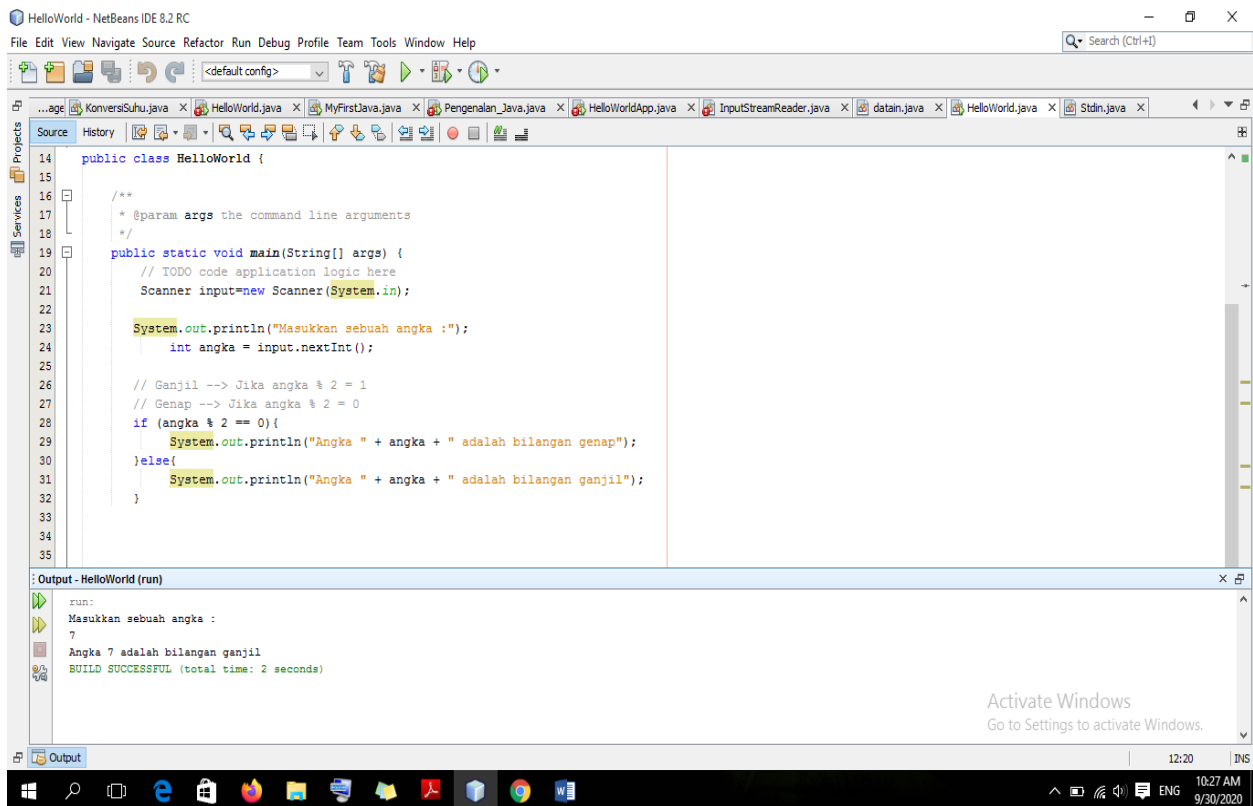 HelloWorld - NetBeans IDE 8.2 RC
File Edit View Navigate Source Refactor Run Debug Profile Team Tools Window Help
Search (Ctrl+I)
<default config>
...age KonversiSuhu.java HelloWorld.java MyFirstJava.java Pengenalan_Java.java HelloWorldApp.java InputStreamReader.java datain.java HelloWorld.java Stdin.java
Projects
Services
Source History
14 public class HelloWorld {
15
16 /**
17 * @param args the command line arguments
18 */
19 public static void main(String[] args) {
20 // TODO code application logic here
21 Scanner input=new Scanner(System.in);
22
23 System.out.println("Masukkan sebuah angka :");
24 int angka = input.nextInt();
25
26 // Ganjil --> Jika angka % 2 = 1
27 // Genap --> Jika angka % 2 = 0
28 if (angka % 2 == 0){
29 System.out.println("Angka " + angka + " adalah bilangan genap");
30 }else{
31 System.out.println("Angka " + angka + " adalah bilangan ganjil");
32 }
33
34
35
Output - HelloWorld (run)
run:
Masukkan sebuah angka :
7
Angka 7 adalah bilangan ganjil
BUILD SUCCESSFUL (total time: 2 seconds)
Activate Windows
Go to Settings to activate Windows.
Output
12:20 INS
ENG
10:27 AM
9/30/2020